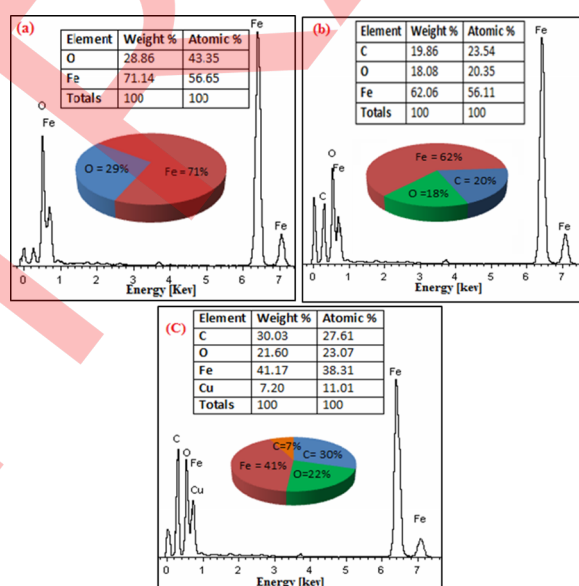 (a)
Element Weight % Atomic %
O 28.86 43.35
Fe 71.14 56.65
Totals 100 100
Fe
O
Fe
O = 29%
Fe = 71%
Fe
0 1 2 3 4 5 6 7
Energy [Kev]
(b)
Element Weight % Atomic %
C 19.86 23.54
O 18.08 20.35
Fe 62.06 56.11
Totals 100 100
Fe
O
Fe
C
Fe = 62%
C = 20%
O =18%
Fe
0 1 2 3 4 5 6 7
Energy [Kev]
(C)
Element Weight % Atomic %
C 30.03 27.61
O 21.60 23.07
Fe 41.17 38.31
Cu 7.20 11.01
Totals 100 100
Fe
C
O
Fe
Cu
C=7%
C= 30%
Fe = 41%
O=22%
Fe
0 1 2 3 4 5 6 7
Energy [Kev]